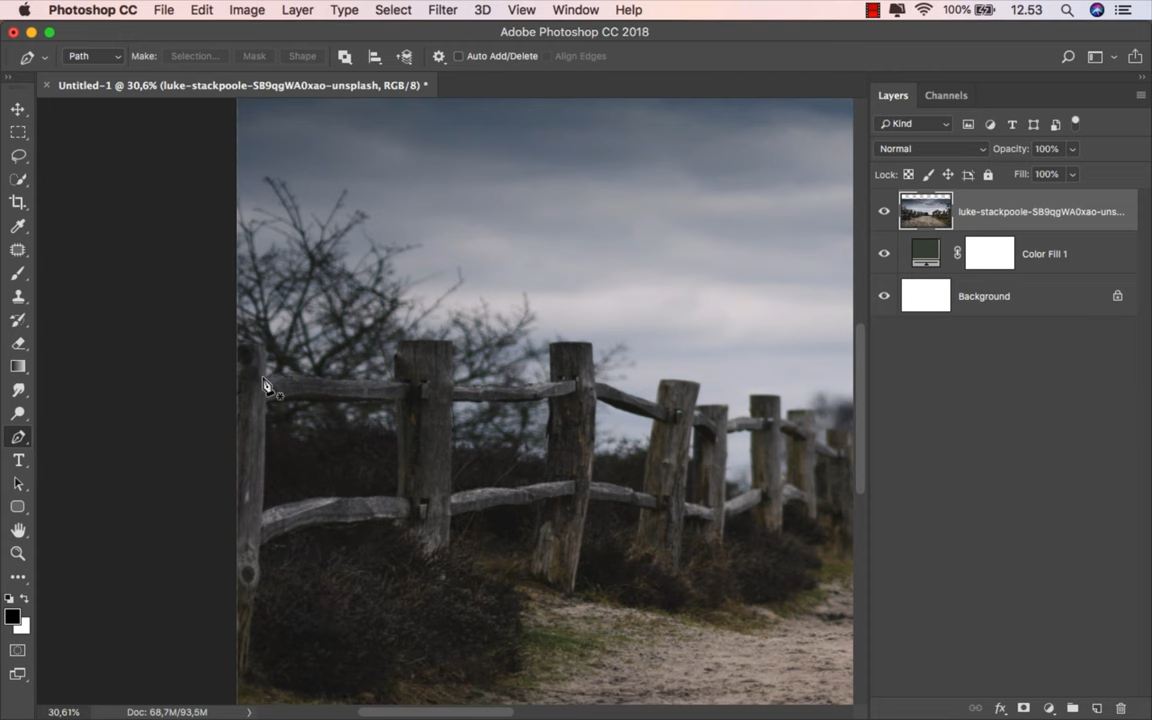 Photoshop CC File Edit Image Layer Type Select Filter 3D View Window Help 100% 12.53
Adobe Photoshop CC 2018
Path Make: Selection... Mask Shape Auto Add/Delete Align Edges
Untitled-1 @ 30,6% (luke-stackpoole-SB9qgWA0xao-unsplash, RGB/8) *
Layers Channels
Kind
Normal Opacity: 100%
Lock: Fill: 100%
luke-stackpoole-SB9qgWA0xao-uns...
Color Fill 1
Background
30,61% Doc: 68,7M/93,5M
fx